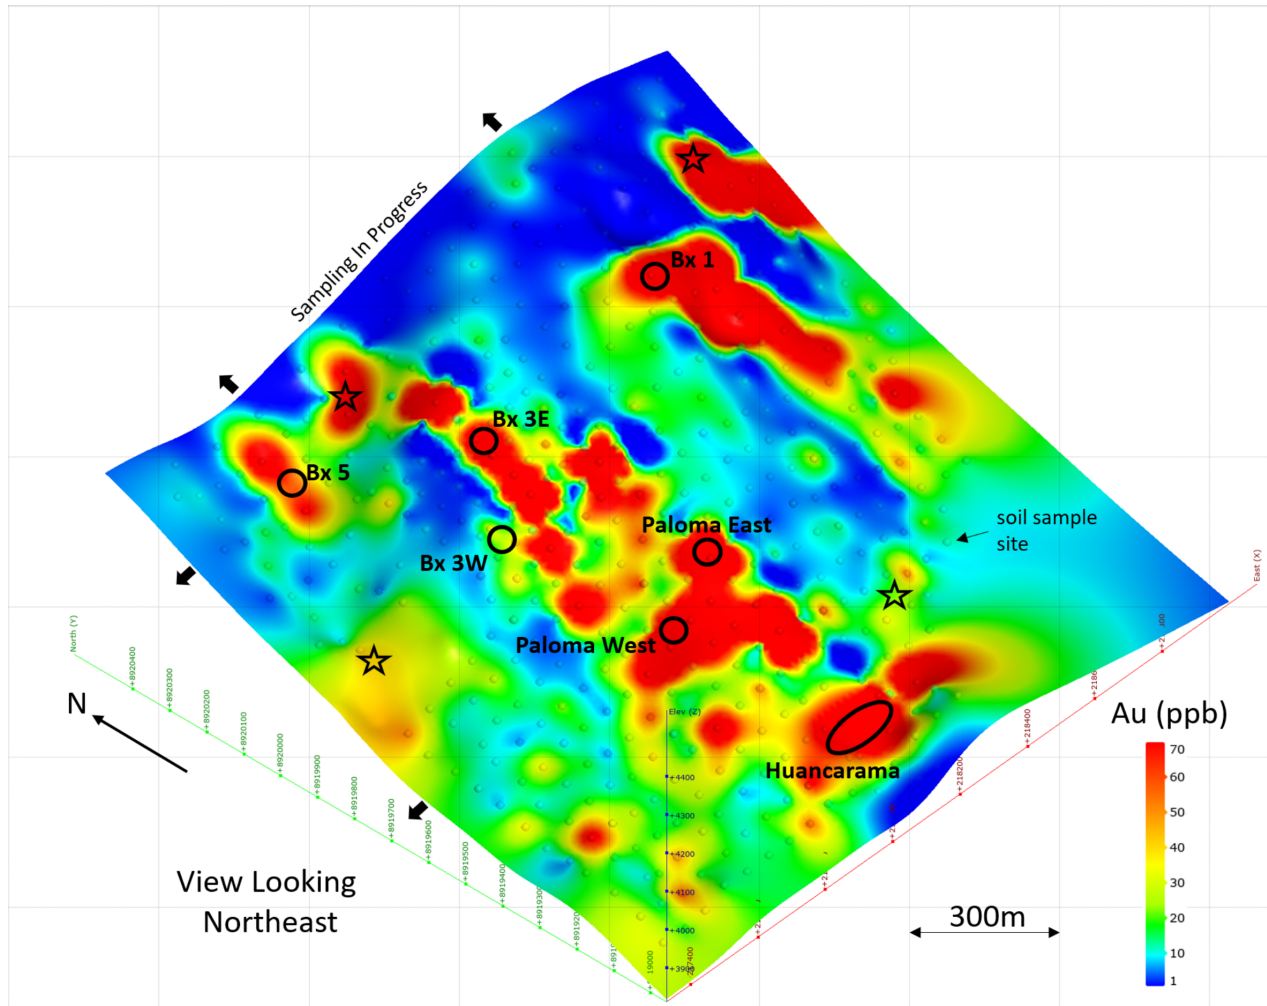 Sampling In Progress
Bx 1
Bx 3E
Bx 5
Bx 3W
Paloma East
soil sample
site
Paloma West
Huancarama
East (X)
North (Y)
Elev (Z)
N
+8920400
+8920300
+8920200
+8920100
+8920000
+8919900
+8919800
+8919700
+8919600
+8919500
+8919400
+4400
+4300
+4200
+4100
+4000
+218400
+218200
Au (ppb)
70
60
50
40
30
20
10
1
View Looking
Northeast
300m